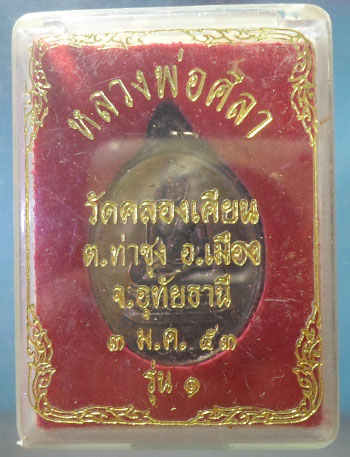 หลวงพ่อศิลา
วัดคลองเคียน
ต.ท่าซุง อ.เมือง
จ.อุทัยธานี
๓ ม.ค. ๕๓
รุ่น ๑